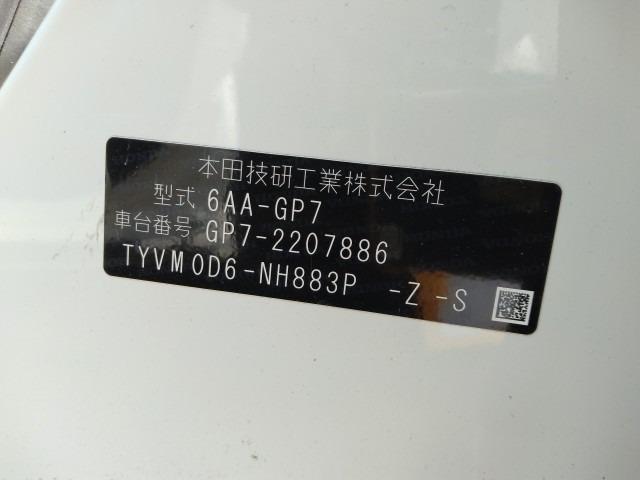 本田技研工業株式会社
型式 6AA-GP7
車台番号 GP7-2207886
TYVM0D6-NH883P -Z -S